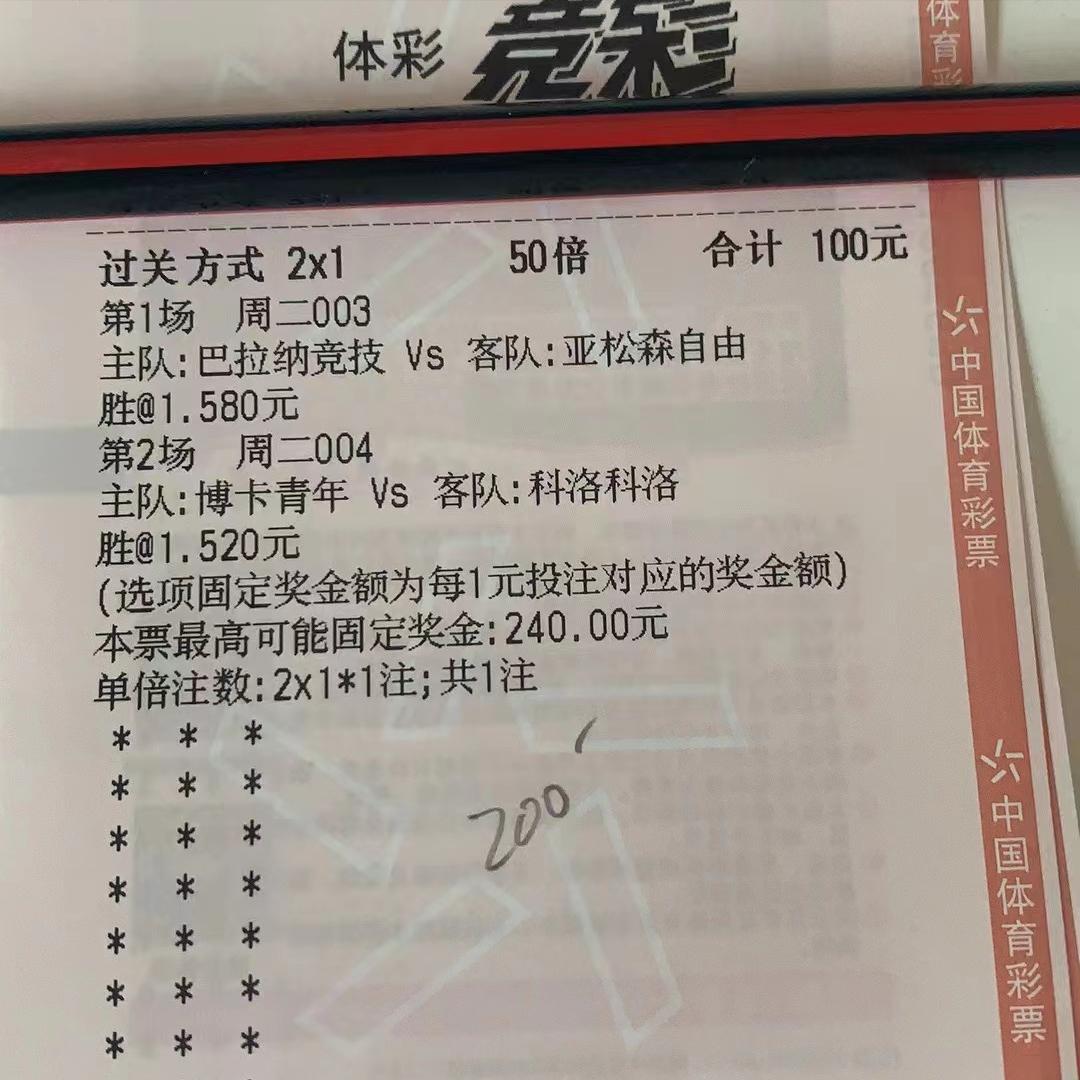 体彩 竞彩
过关方式 2x1 50倍 合计 100元
第1场 周二003
主队:巴拉纳竞技 Vs 客队:亚松森自由
胜@1.580元
第2场 周二004
主队:博卡青年 Vs 客队:科洛科洛
胜@1.520元
(选项固定奖金额为每1元投注对应的奖金额)
本票最高可能固定奖金:240.00元
单倍注数:2x1*1注;共1注
* * *
* * *
* * *
* * *
* * *
* * *
* * *
200
体育彩
中国体育彩票
中国体育彩票